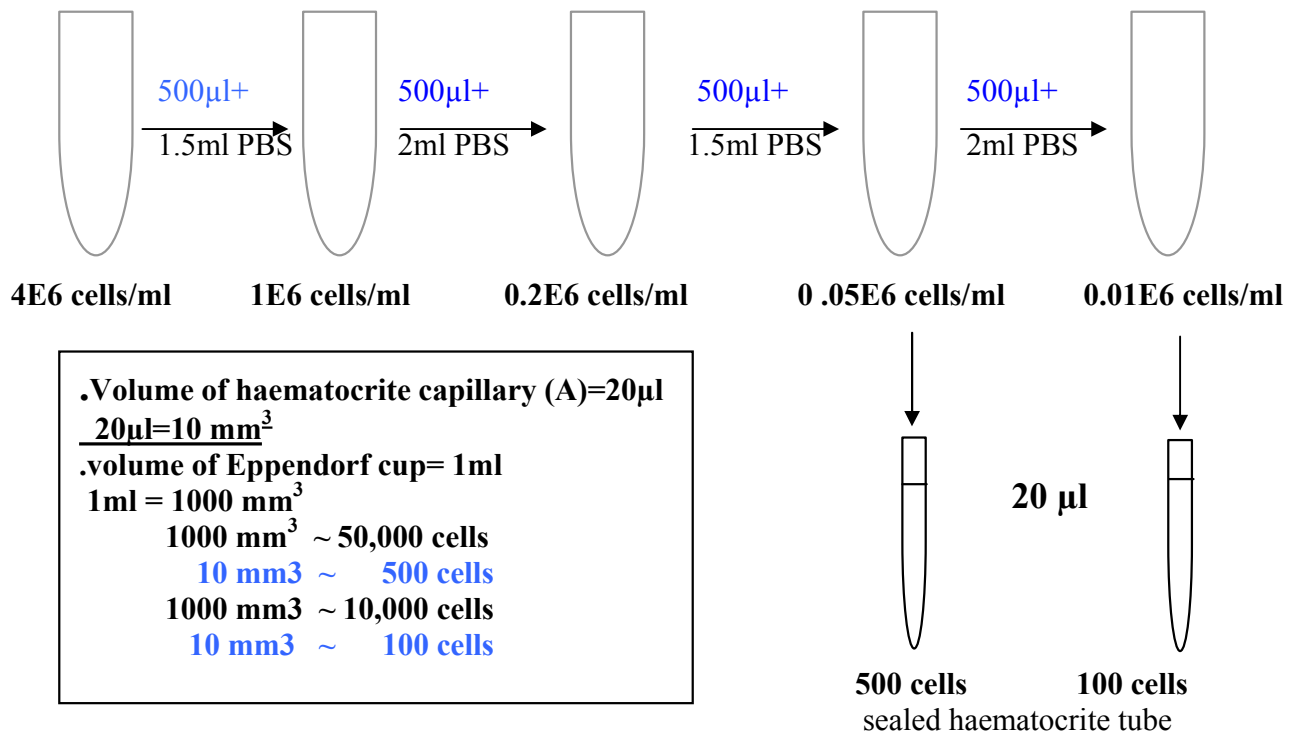 500µl+ 500µl+ 500µl+ 500µl+
1.5ml PBS 2ml PBS 1.5ml PBS 2ml PBS
4E6 cells/ml 1E6 cells/ml 0.2E6 cells/ml 0 .05E6 cells/ml 0.01E6 cells/ml
.Volume of haematocrite capillary (A)=20µl
20µl=10 mm³
.volume of Eppendorf cup= 1ml
1ml = 1000 mm³
1000 mm³ ~ 50,000 cells
10 mm3 ~ 500 cells
1000 mm3 ~ 10,000 cells
10 mm3 ~ 100 cells
20 µl
500 cells 100 cells
sealed haematocrite tube